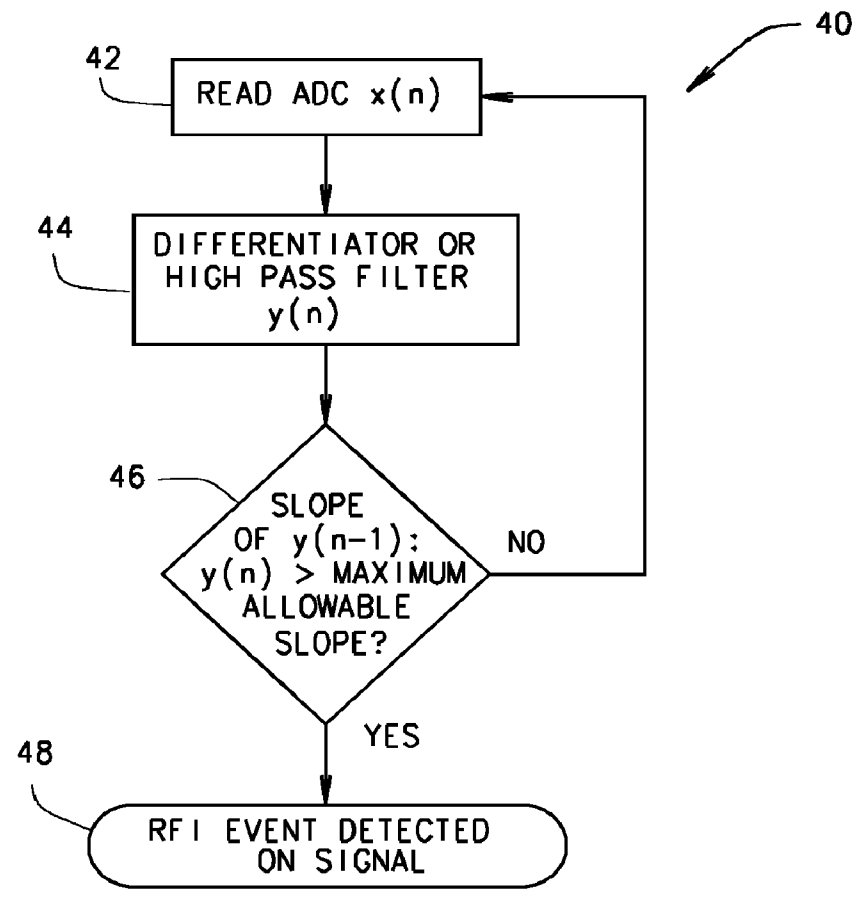 40
42
READ ADC x(n)
44
DIFFERENTIATOR OR
HIGH PASS FILTER
y(n)
46
SLOPE
OF y(n-1):
y(n) > MAXIMUM
ALLOWABLE
SLOPE?
NO
YES
48
RFI EVENT DETECTED
ON SIGNAL